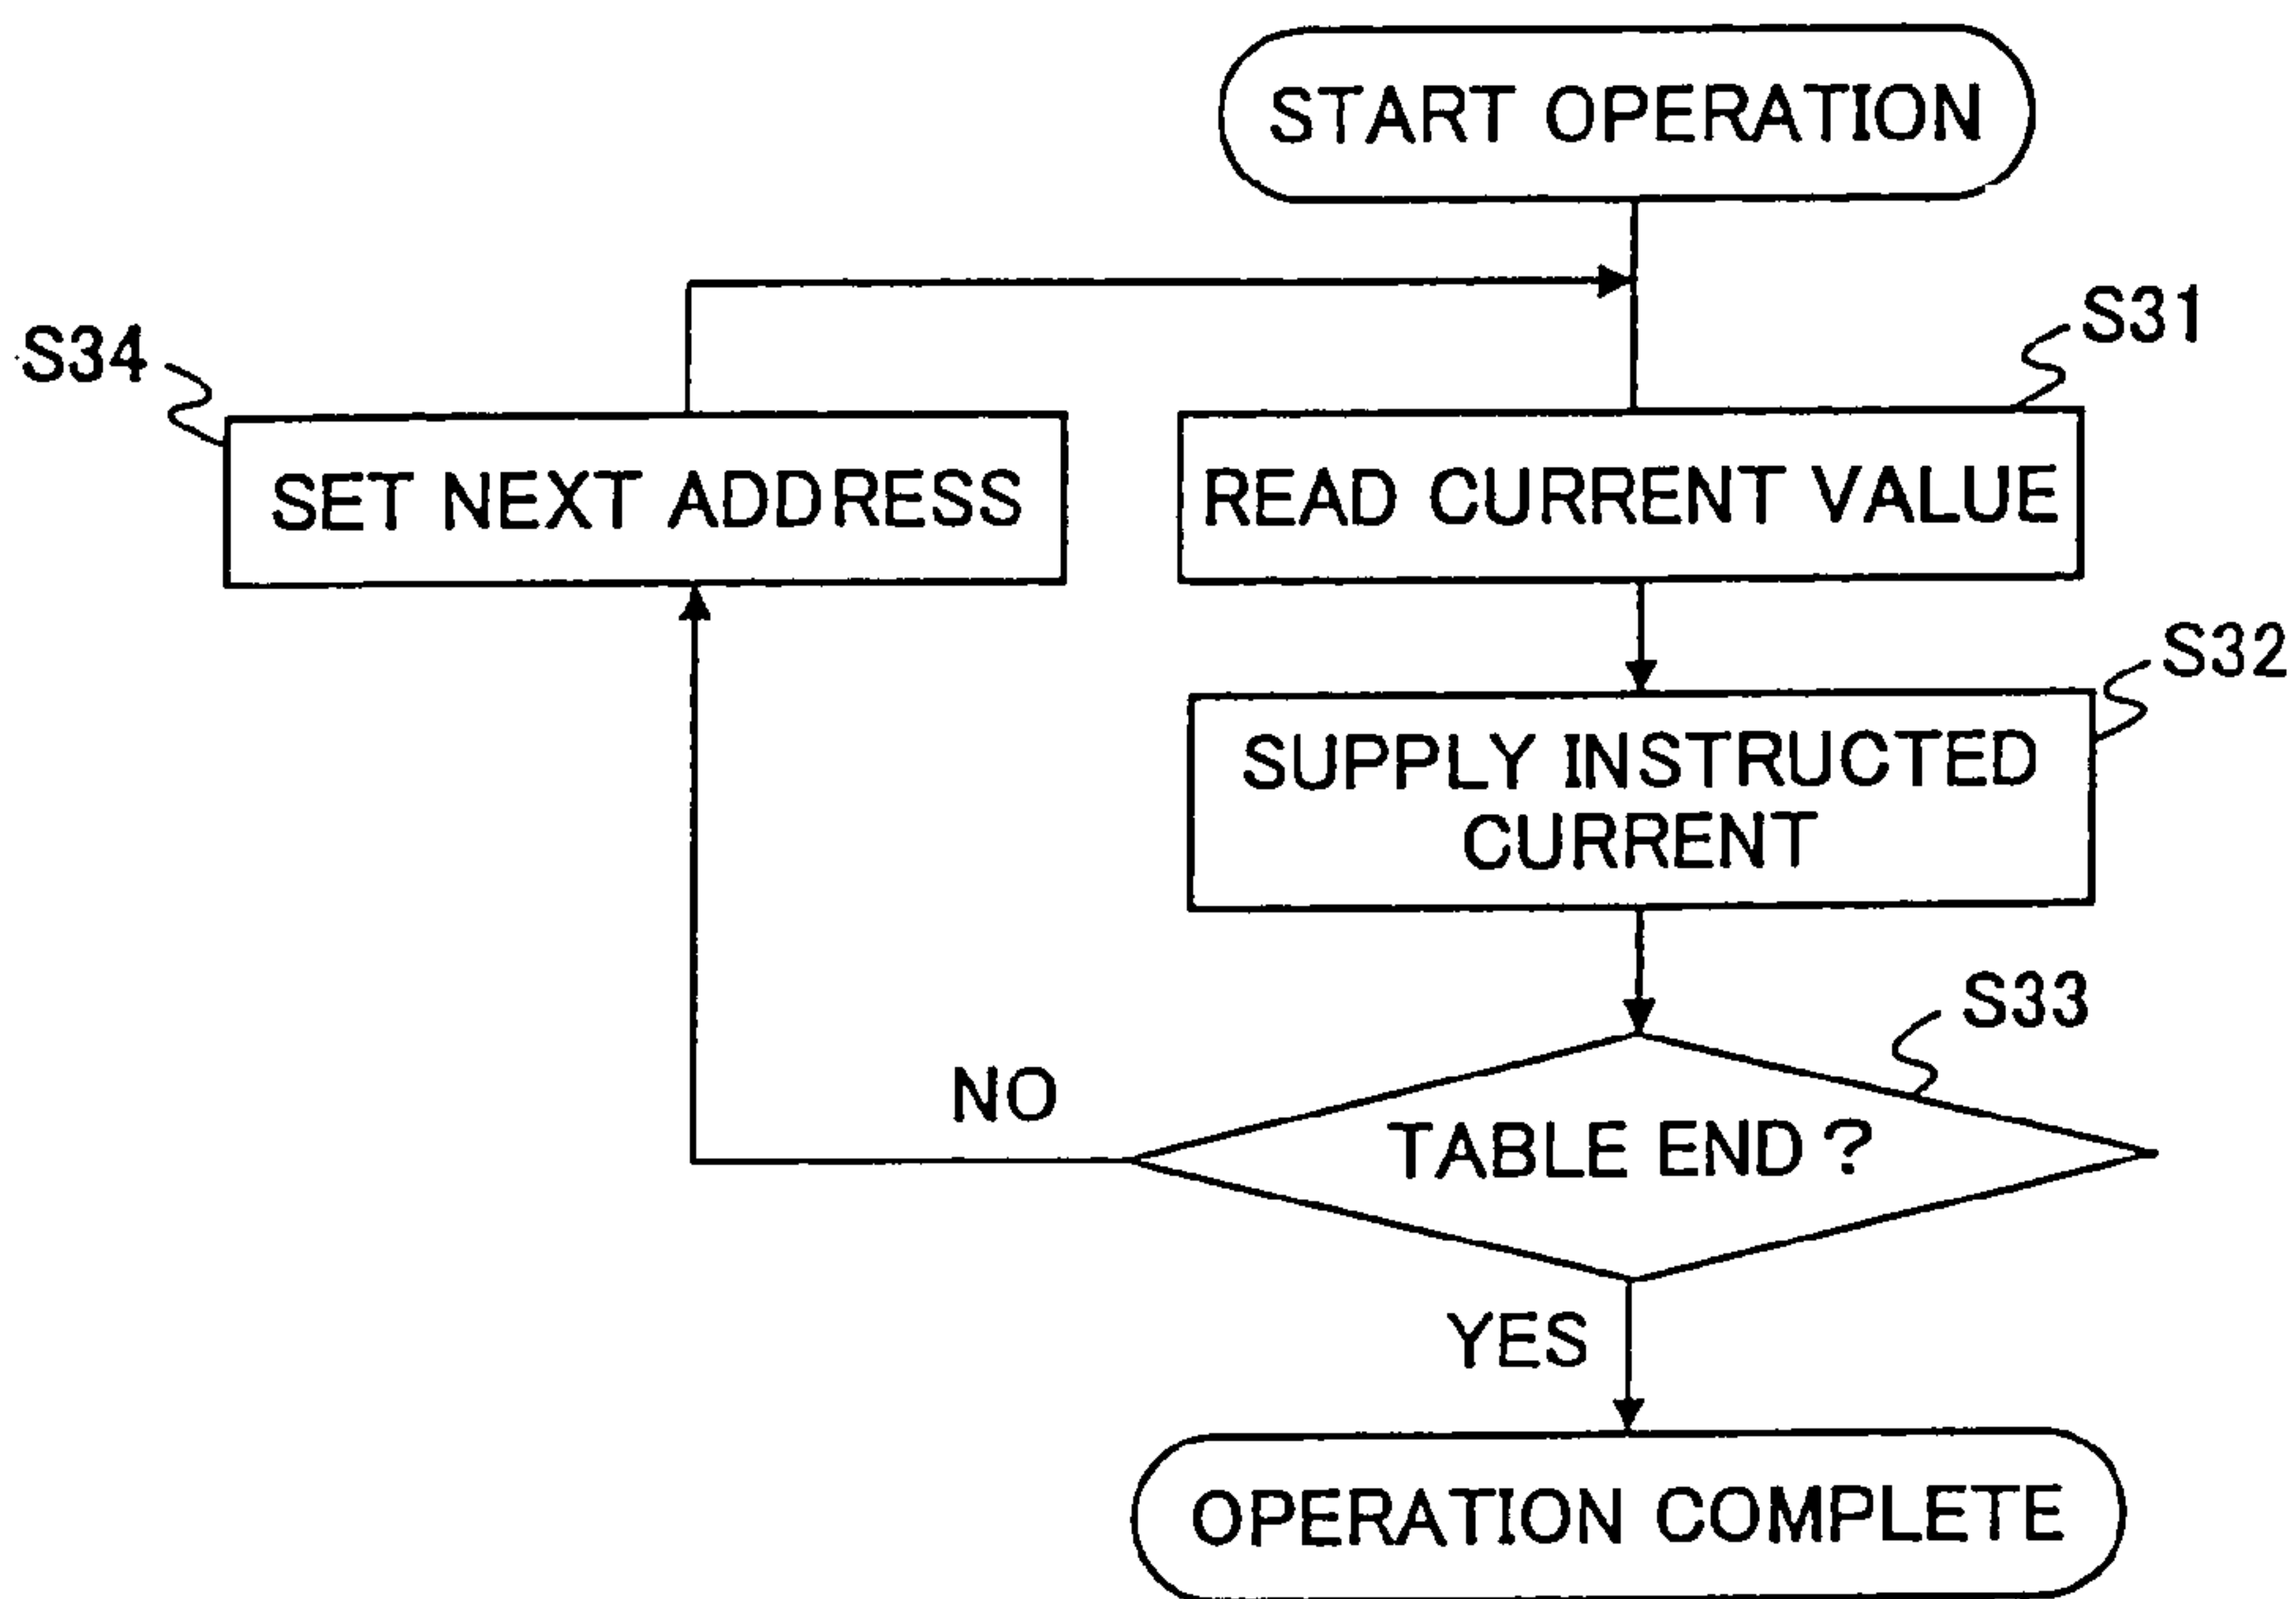 START OPERATION
S31
S34
SET NEXT ADDRESS
READ CURRENT VALUE
S32
SUPPLY INSTRUCTED
CURRENT
S33
NO
TABLE END ?
YES
OPERATION COMPLETE